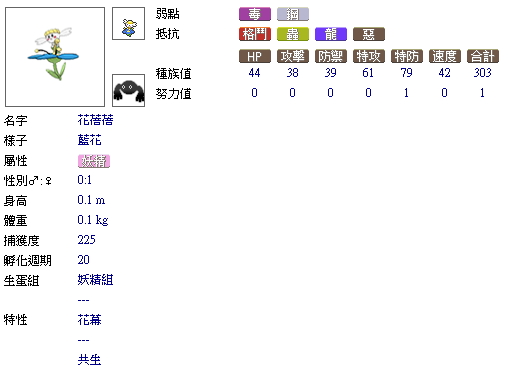 弱點 毒 鋼
抵抗 格鬥 蟲 龍 惡
HP 攻擊 防禦 特攻 特防 速度 合計
種族值 44 38 39 61 79 42 303
努力值 0 0 0 0 1 0 1
名字 花蓓蓓
樣子 藍花
屬性 妖精
性別♂:♀ 0:1
身高 0.1 m
體重 0.1 kg
捕獲度 225
孵化週期 20
生蛋組 妖精組
---
特性 花幕
---
共生